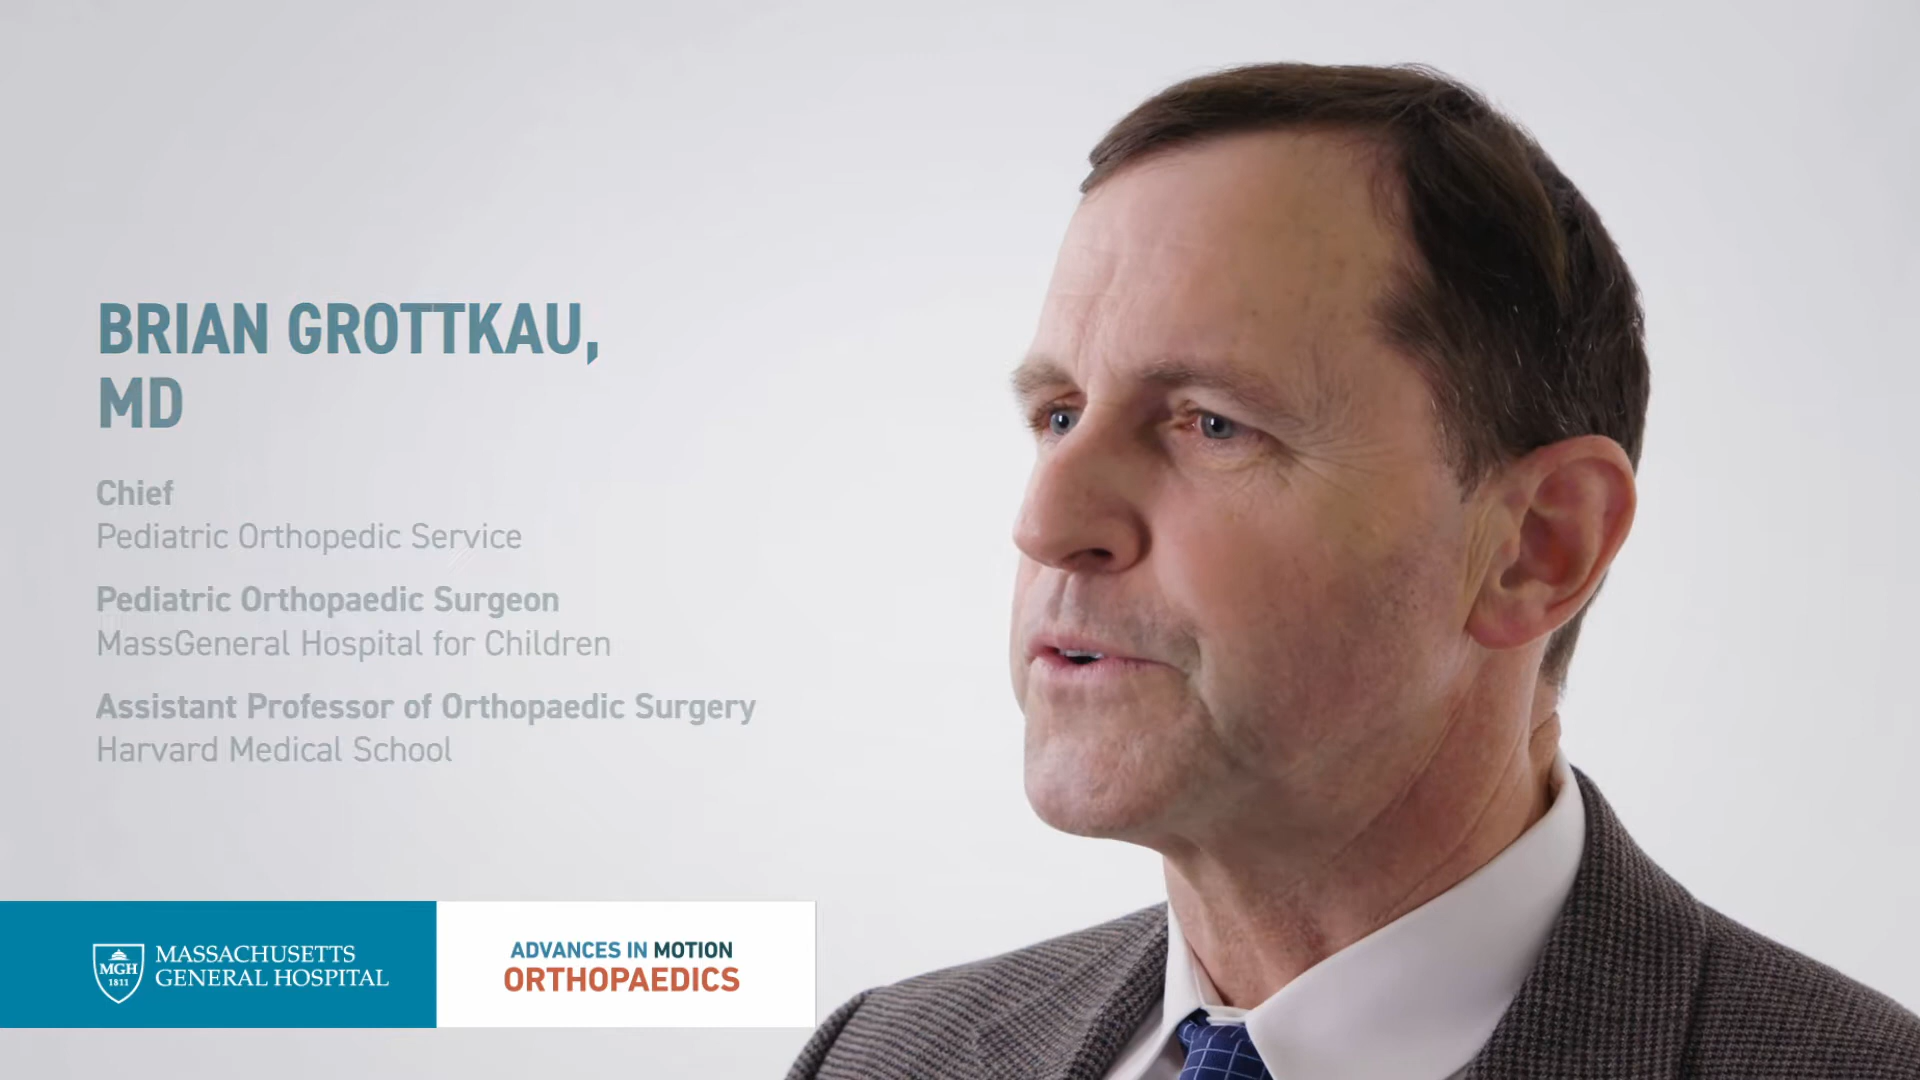 BRIAN GROTTKAU,
MD
Chief
Pediatric Orthopedic Service
Pediatric Orthopaedic Surgeon
MassGeneral Hospital for Children
Assistant Professor of Orthopaedic Surgery
Harvard Medical School
MGH
1811
MASSACHUSETTS
GENERAL HOSPITAL
ADVANCES IN MOTION
ORTHOPAEDICS